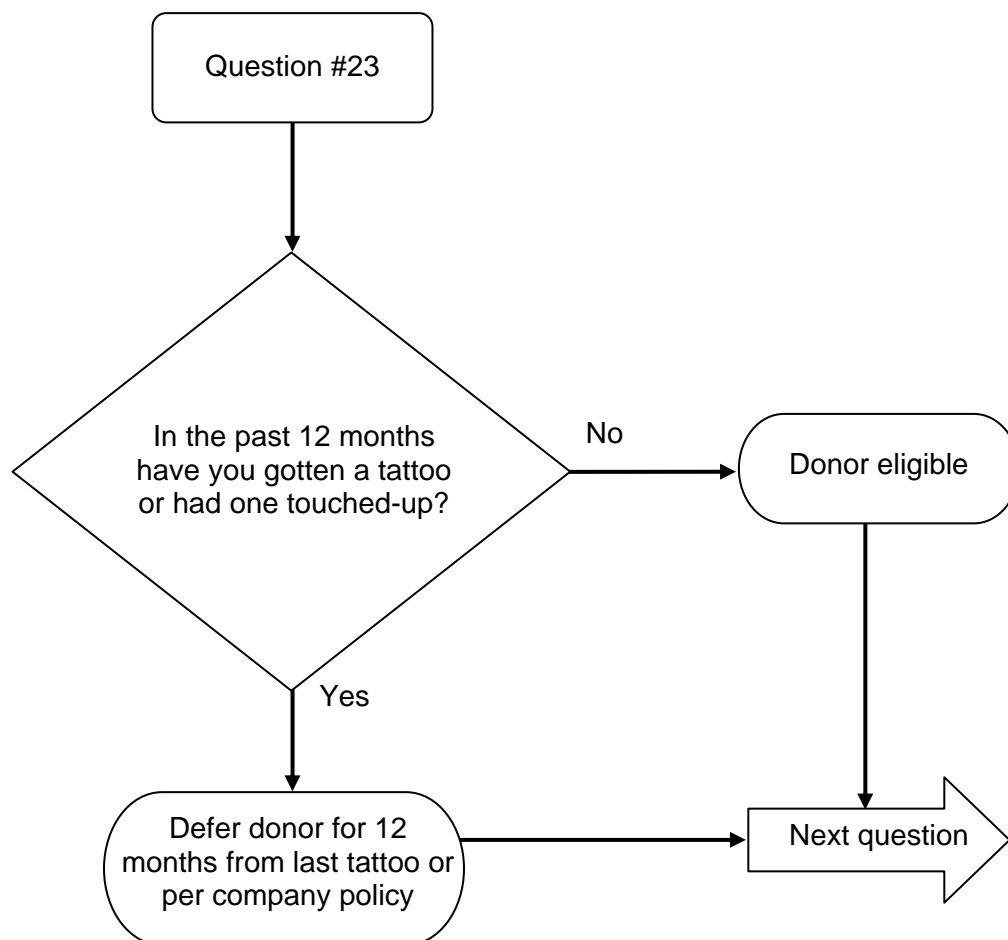 Question #23
In the past 12 months
have you gotten a tattoo
or had one touched-up?
No
Donor eligible
Yes
Defer donor for 12
months from last tattoo or
per company policy
Next question